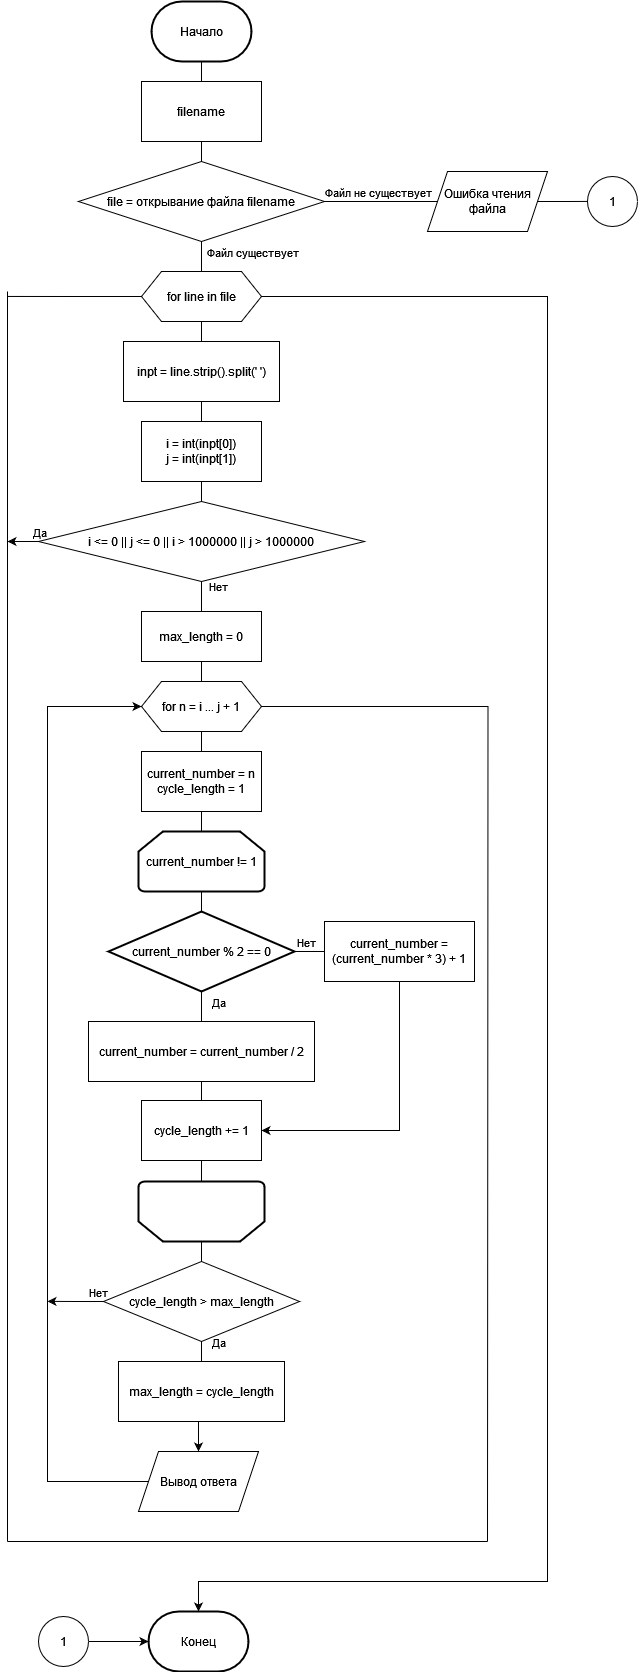 Начало
filename
file = открывание файла filename
Файл не существует
Ошибка чтения
файла
1
Файл существует
for line in file
inpt = line.strip().split(' ')
i = int(inpt[0])
j = int(inpt[1])
Да
i <= 0 || j <= 0 || i > 1000000 || j > 1000000
Нет
max_length = 0
for n = i ... j + 1
current_number = n
cycle_length = 1
current_number != 1
current_number % 2 == 0
Нет
current_number =
(current_number * 3) + 1
Да
current_number = current_number / 2
cycle_length += 1
Нет
cycle_length > max_length
Да
max_length = cycle_length
Вывод ответа
1
Конец